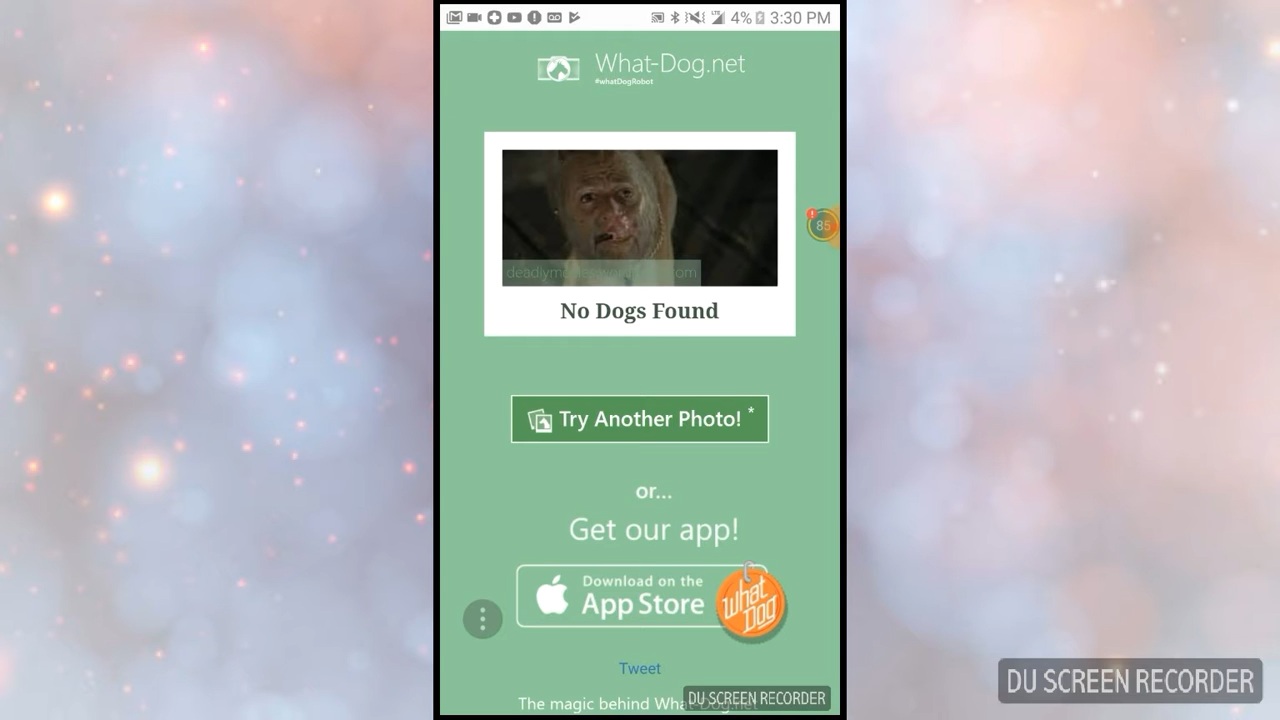 4% 3:30 PM
What-Dog.net
#whatDogRobot
85
No Dogs Found
Try Another Photo! *
or...
Get our app!
Download on the
App Store
what
Dog
Tweet
The magic behind What-Dog.net
DU SCREEN RECORDER
DU SCREEN RECORDER